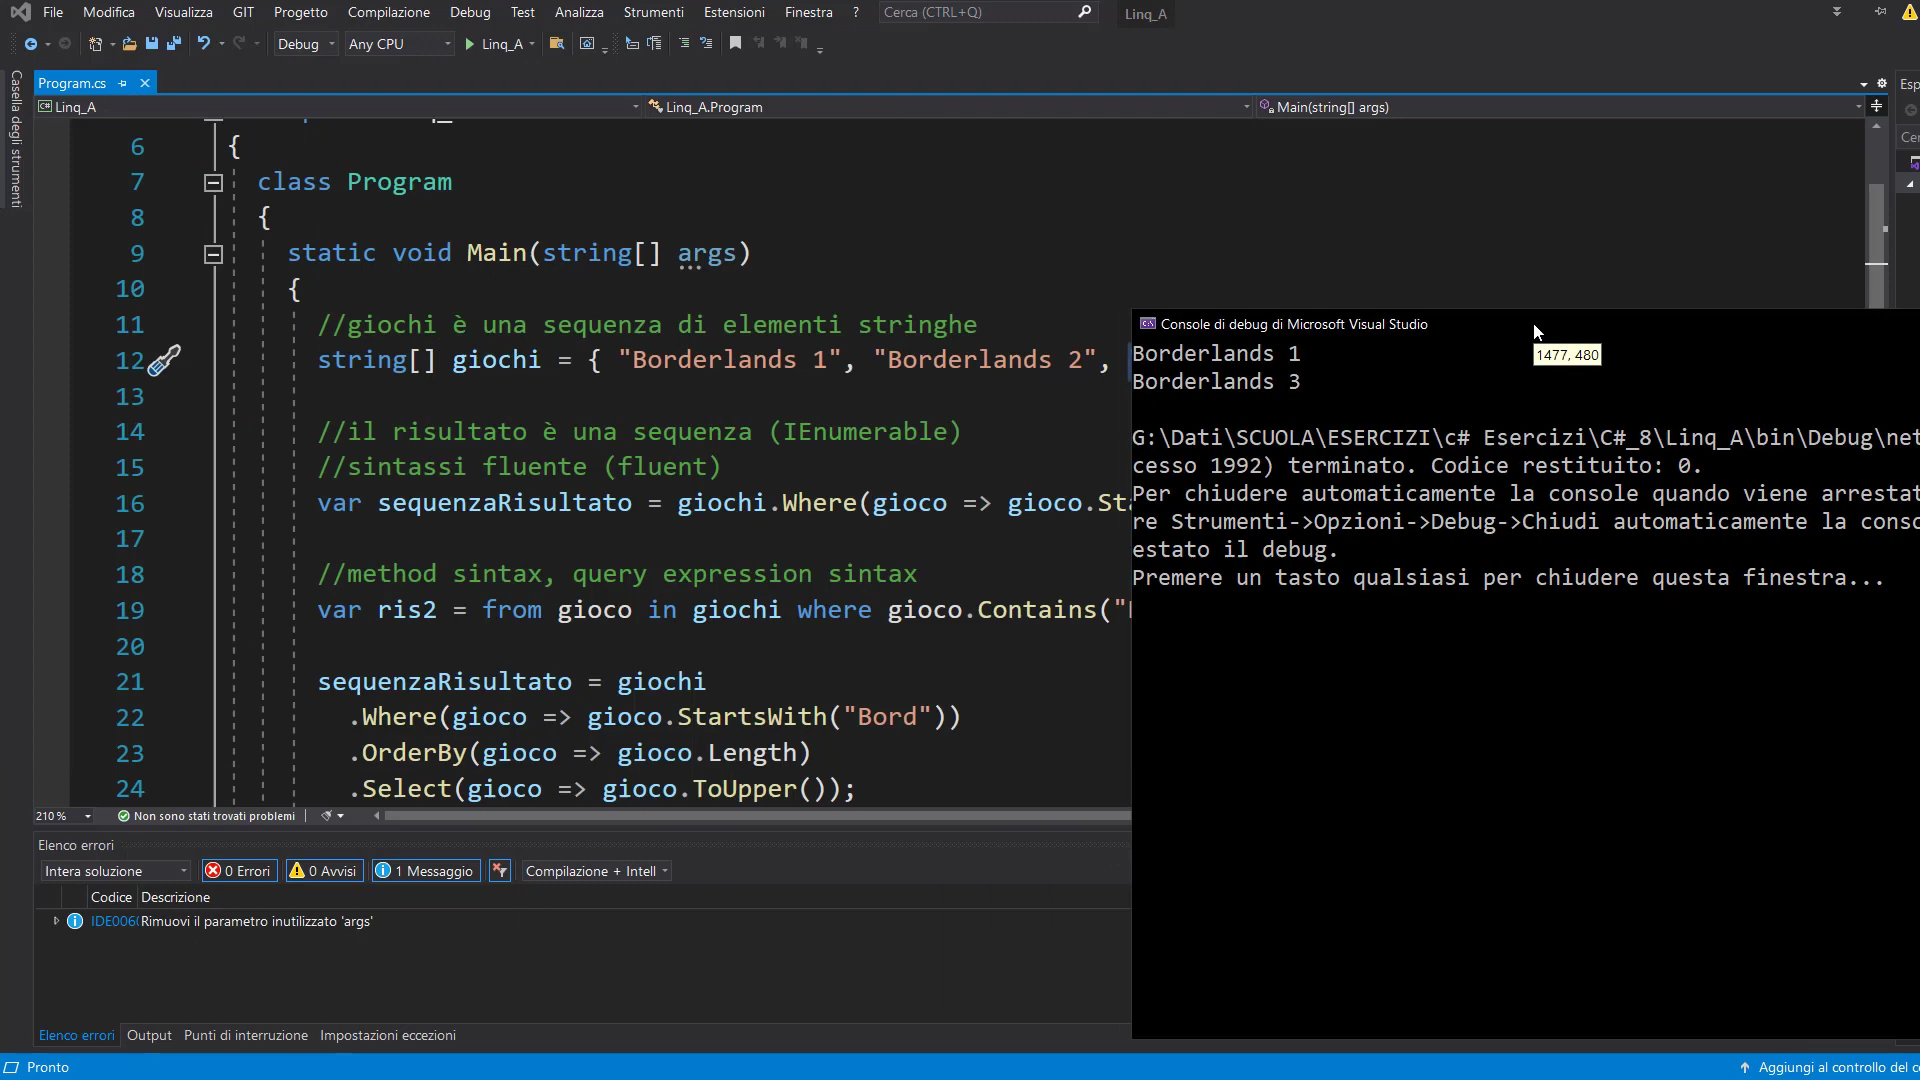 File Modifica Visualizza GIT Progetto Compilazione Debug Test Analizza Strumenti Estensioni Finestra ? Cerca (CTRL+Q) Linq_A
Debug Any CPU Linq_A
Casella degli strumenti
Program.cs
Esp
Linq_A Linq_A.Program Main(string[] args)
Cer
6 {
7 class Program
8 {
9 static void Main(string[] args)
10 {
11 //giochi è una sequenza di elementi stringhe
12 string[] giochi = { "Borderlands 1", "Borderlands 2",
13
14 //il risultato è una sequenza (IEnumerable)
15 //sintassi fluente (fluent)
16 var sequenzaRisultato = giochi.Where(gioco => gioco.Sta
17
18 //method sintax, query expression sintax
19 var ris2 = from gioco in giochi where gioco.Contains("
20
21 sequenzaRisultato = giochi
22 .Where(gioco => gioco.StartsWith("Bord"))
23 .OrderBy(gioco => gioco.Length)
24 .Select(gioco => gioco.ToUpper());
Console di debug di Microsoft Visual Studio
1477, 480
Borderlands 1
Borderlands 3
G:\Dati\SCUOLA\ESERCIZI\c# Esercizi\C#_8\Linq_A\bin\Debug\net
cesso 1992) terminato. Codice restituito: 0.
Per chiudere automaticamente la console quando viene arrestat
re Strumenti->Opzioni->Debug->Chiudi automaticamente la conso
estato il debug.
Premere un tasto qualsiasi per chiudere questa finestra...
210 % Non sono stati trovati problemi
Elenco errori
Intera soluzione 0 Errori 0 Avvisi 1 Messaggio Compilazione + Intell
Codice Descrizione
IDE006 Rimuovi il parametro inutilizzato 'args'
Elenco errori Output Punti di interruzione Impostazioni eccezioni
Pronto
Aggiungi al controllo del c